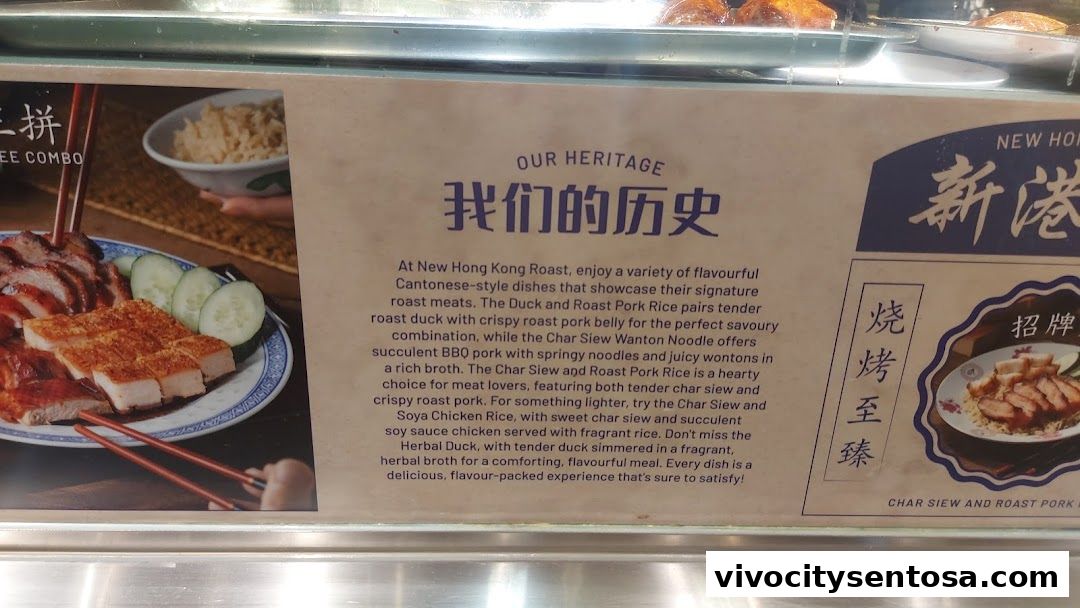 三拼
EE COMBO
OUR HERITAGE
我们的历史
At New Hong Kong Roast, enjoy a variety of flavourful
Cantonese-style dishes that showcase their signature
roast meats. The Duck and Roast Pork Rice pairs tender
roast duck with crispy roast pork belly for the perfect savoury
combination, while the Char Siew Wanton Noodle offers
succulent BBQ pork with springy noodles and juicy wontons in
a rich broth. The Char Siew and Roast Pork Rice is a hearty
choice for meat lovers, featuring both tender char siew and
crispy roast pork. For something lighter, try the Char Siew and
Soya Chicken Rice, with sweet char siew and succulent
soy sauce chicken served with fragrant rice. Don't miss the
Herbal Duck, with tender duck simmered in a fragrant,
herbal broth for a comforting, flavourful meal. Every dish is a
delicious, flavour-packed experience that's sure to satisfy!
NEW HON
新港
烧烤至臻
招牌
CHAR SIEW AND ROAST PORK
vivocitysentosa.com